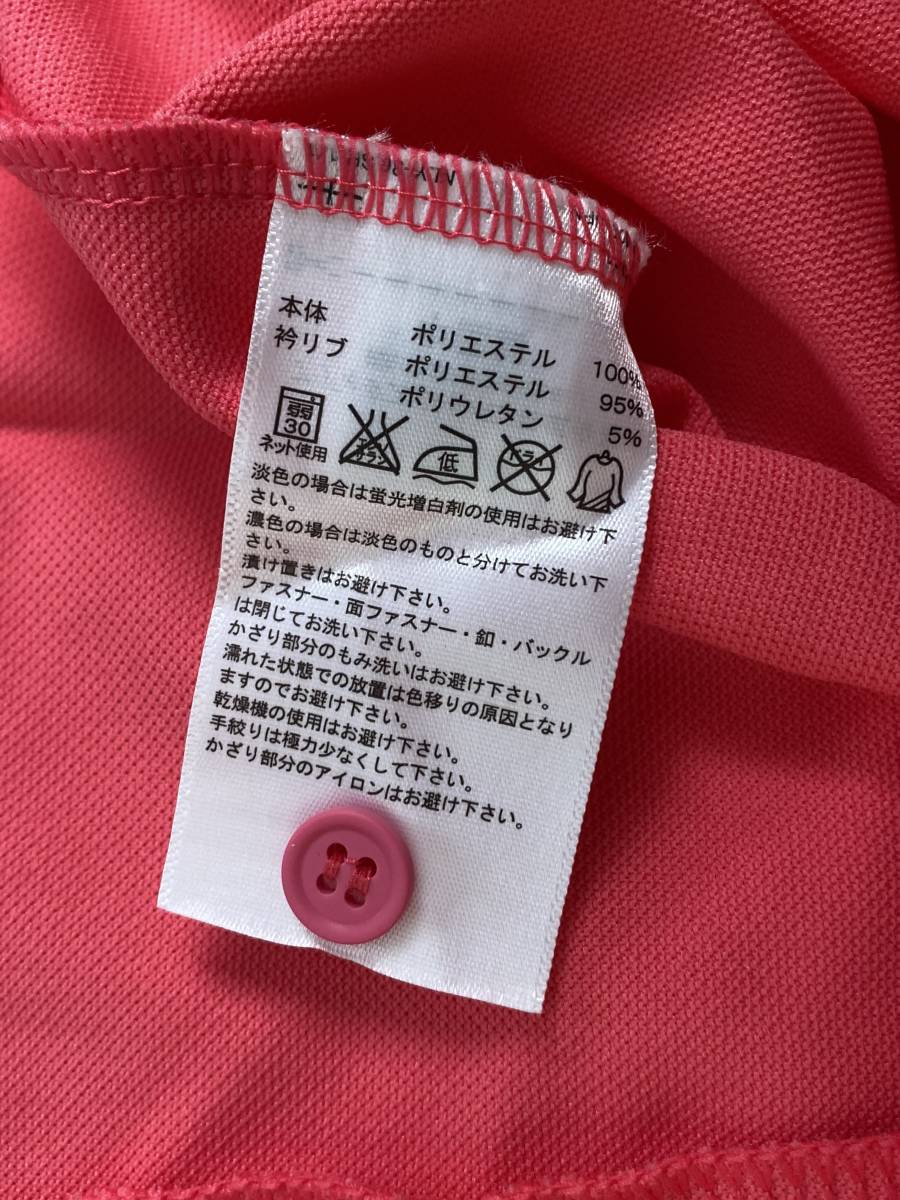 本体 ポリエステル 100%
衿リブ ポリエステル 95%
ポリウレタン 5%
弱
30
ネット使用
エンソ
サラシ
低
ドライ
淡色の場合は蛍光増白剤の使用はお避け下
さい。
濃色の場合は淡色のものと分けてお洗い下
さい。
漬け置きはお避け下さい。
ファスナー・面ファスナー・釦・バックル
は閉じてお洗い下さい。
かざり部分のもみ洗いはお避け下さい。
濡れた状態での放置は色移りの原因となり
ますのでお避け下さい。
乾燥機の使用はお避け下さい。
手絞りは極力少なくして下さい。
かざり部分のアイロンはお避け下さい。